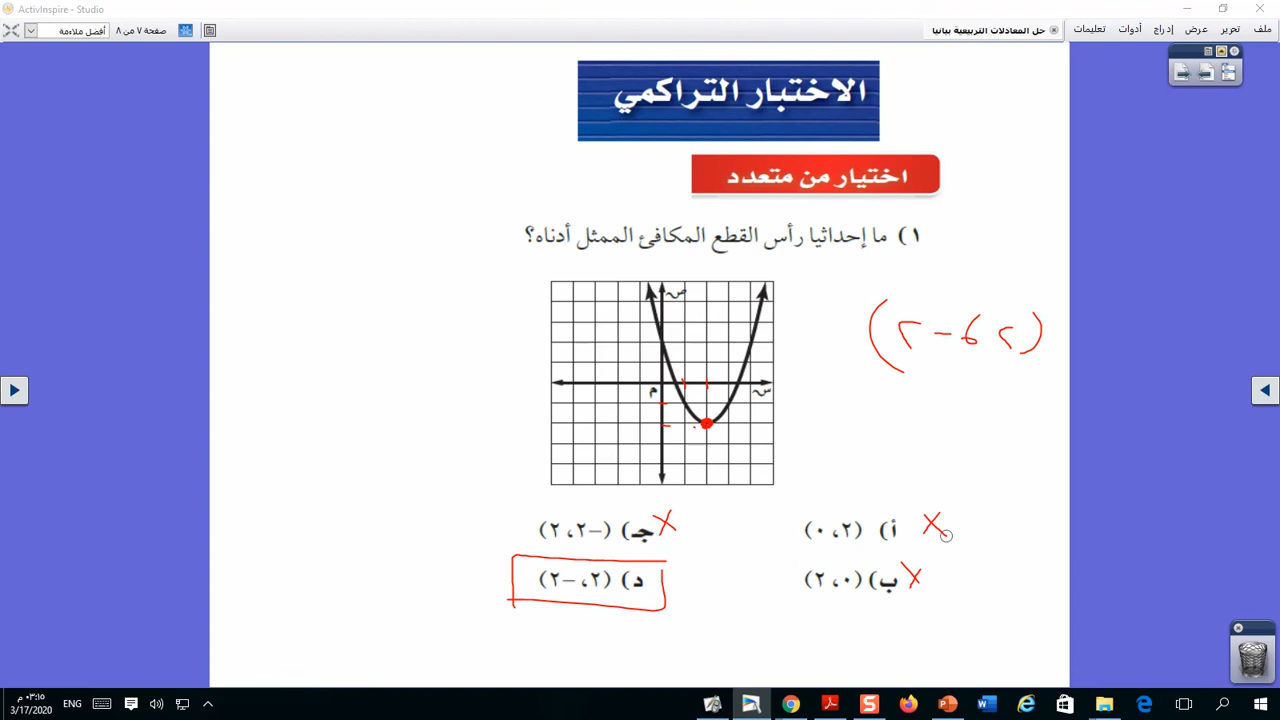 ActivInspire - Studio
ملف تحرير عرض إدراج أدوات تعليمات
حل المعادلات التربيعية بيانيا
صفحة ٧ من ٨
أفضل ملاءمة
الاختبار التراكمي
اختيار من متعدد
١) ما إحداثيا رأس القطع المكافئ الممثل أدناه؟
ص
س
م
(٢ ، -٢)
أ) (٢، ٠)
X
جـ) (-٢، ٢)
X
ب) (٠، ٢)
X
د) (٢، -٢)
ENG
٠٣:١٥ م
3/17/2020